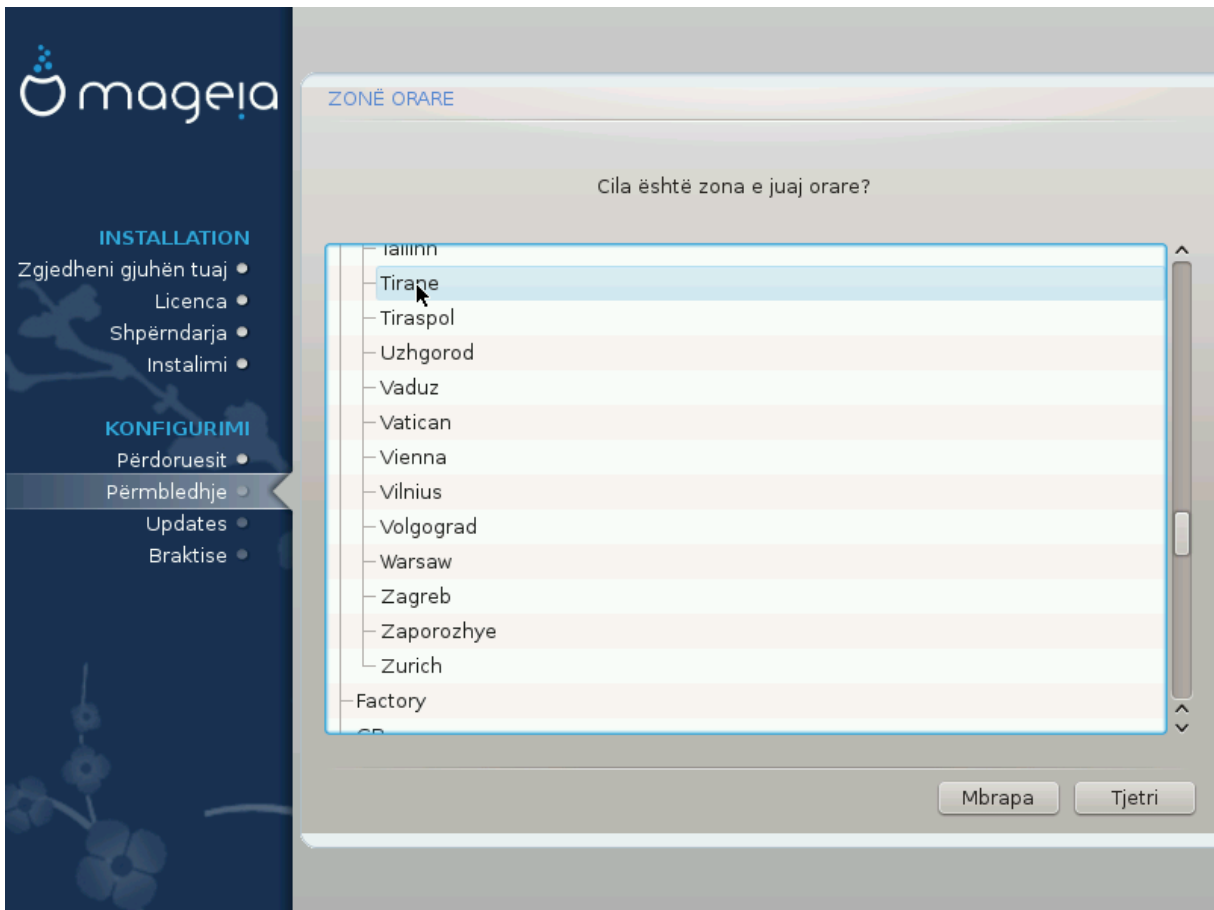 mageia
INSTALLATION
Zgjedheni gjuhën tuaj
Licenca
Shpërndarja
Instalimi
KONFIGURIMI
Përdoruesit
Përmbledhje
Updates
Braktise
ZONË ORARE
Cila është zona e juaj orare?
Tallinn
Tirane
Tiraspol
Uzhgorod
Vaduz
Vatican
Vienna
Vilnius
Volgograd
Warsaw
Zagreb
Zaporozhye
Zurich
Factory
Mbrapa
Tjetri